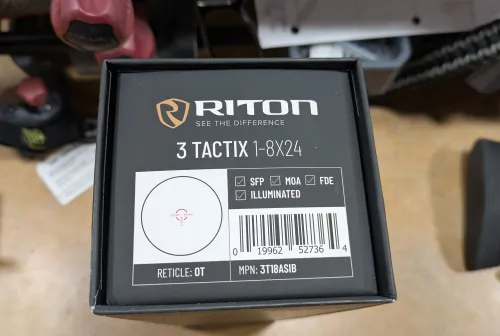 RITON
SEE THE DIFFERENCE
3 TACTIX 1-8X24
SFP MOA FDE
ILLUMINATED
0 19962 52736 4
RETICLE: OT
MPN: 3T18ASIB